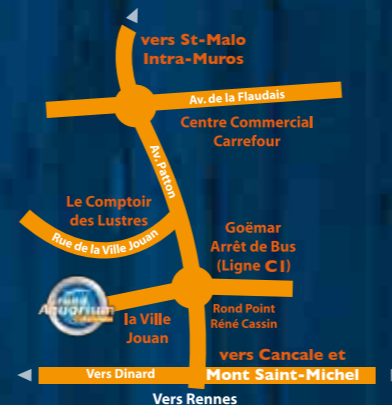 vers St-Malo
Intra-Muros
Av. de la Flaudais
Centre Commercial
Carrefour
Av. Patton
Le Comptoir
des Lustres
Rue de la Ville Jouan
Goëmar
Arrêt de Bus
(Ligne C1)
Grand
Aquarium
la Ville
Jouan
Rond Point
Réné Cassin
vers Cancale et
Mont Saint-Michel
Vers Dinard
Vers Rennes